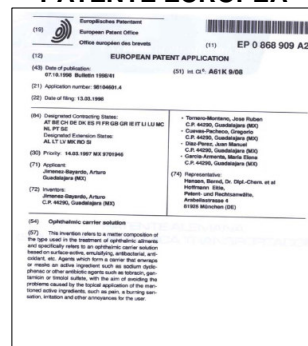 PATENTE EUROPEA
(19)
Europäisches Patentamt
European Patent Office
Office européen des brevets
(11) EP 0 868 909 A2
(12) EUROPEAN PATENT APPLICATION
(43) Date of publication:
07.10.1998 Bulletin 1998/41
(51) Int. Cl.6: A61K 9/08
(21) Application number: 98104601.4
(22) Date of filing: 13.03.1998
(84) Designated Contracting States:
AT BE CH DE DK ES FI FR GB GR IE IT LI LU MC
NL PT SE
Designated Extension States:
AL LT LV MK RO SI
(30) Priority: 14.03.1997 MX 9701946
(71) Applicant:
Jimenez-Bayardo, Arturo
Guadalajara (MX)
(72) Inventors:
Jimenez-Bayardo, Arturo
C.P. 44290, Guadalajara (MX)
C.P. 44290, Guadalajara (MX)
• Cuevas-Pacheco, Gregorio
C.P. 44290, Guadalajara (MX)
• Diaz-Perez, Juan Manuel
C.P. 44290, Guadalajara (MX)
• Garcia-Armenta, Maria Elena
C.P. 44290, Guadalajara (MX)
(74) Representative:
Hansen, Bernd, Dr. Dipl.-Chem. et al
Hoffmann Eitle,
Patent- und Rechtsanwälte,
Arabellastrasse 4
81925 München (DE)
(54) Ophthalmic carrier solution
(57) This invention refers to a matter composition of
the type used in the treatment of ophthalmic ailments
and specifically refers to an ophthalmic carrier solution
based on surface-active, emulsifying, antibacterial, anti-
oxidant, etc. Agents which form a carrier that enwraps
or masks an active ingredient such as sodium dyclo-
phenac or other antibiotic agents such as tobracin, gen-
tamicin or timolol sulfate, with the aim of avoiding the
problems caused by the topical application of the men-
tioned active ingredients, such as pain, a burning sen-
sation, irritation and other annoyances for the user.